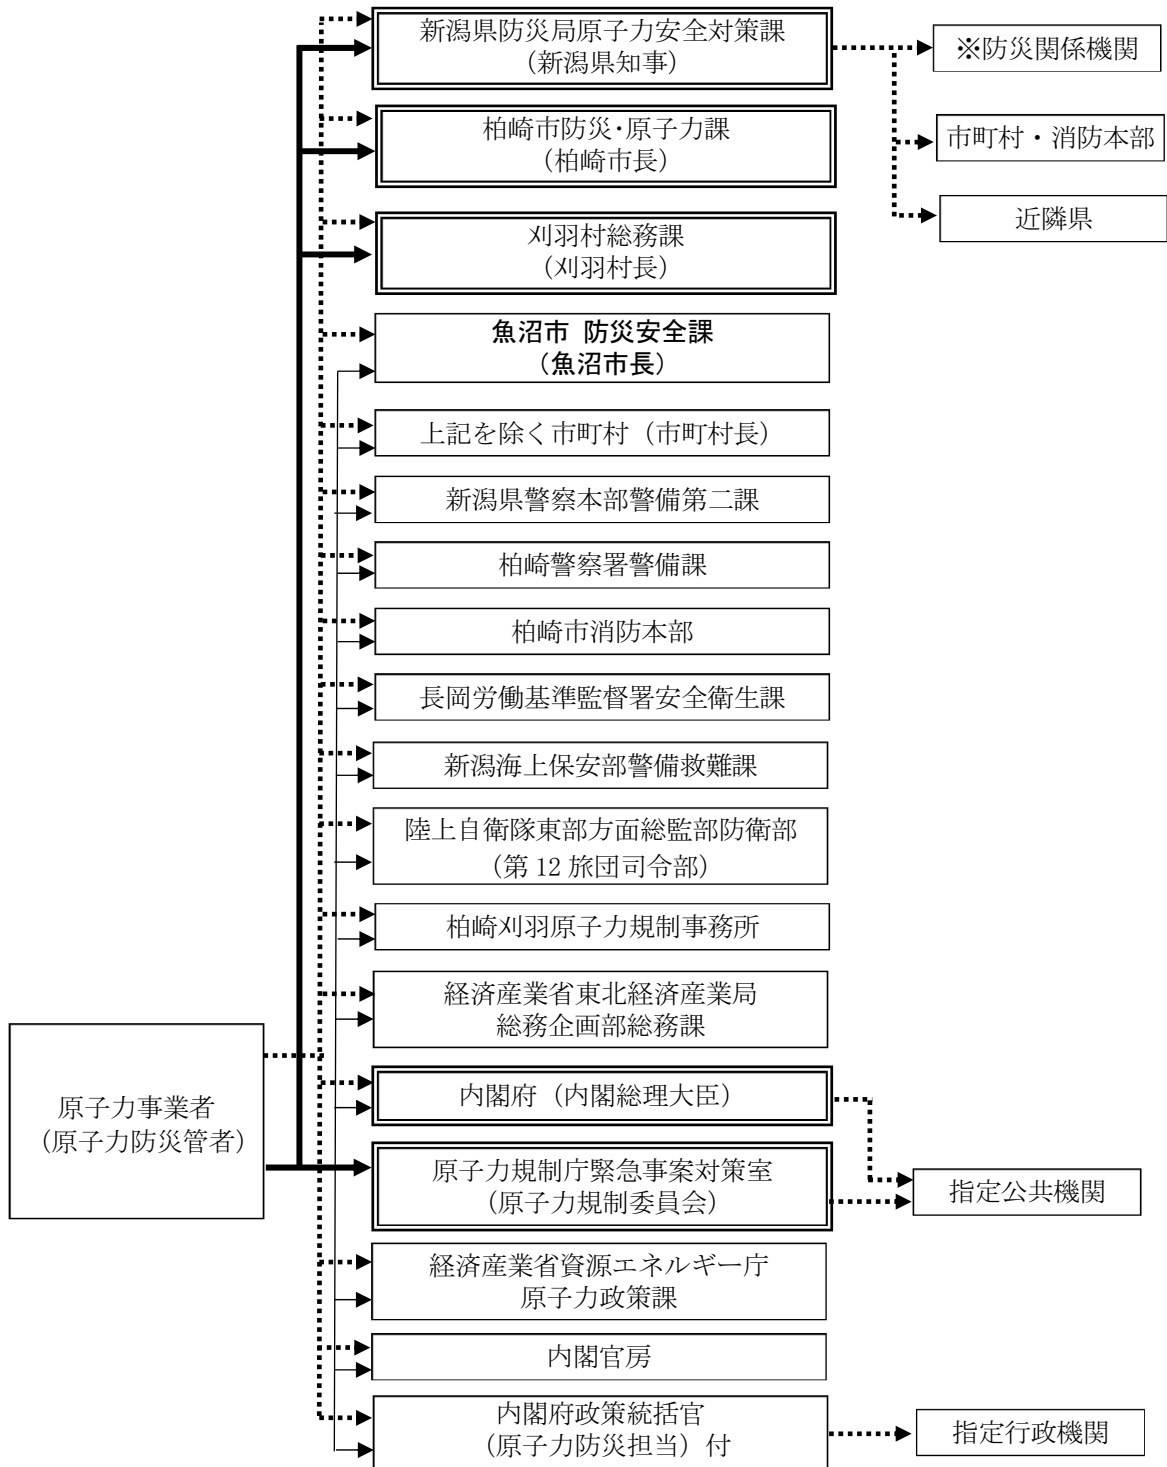 新潟県防災局原子力安全対策課
(新潟県知事)
※防災関係機関
柏崎市防災・原子力課
(柏崎市長)
市町村・消防本部
近隣県
刈羽村総務課
(刈羽村長)
魚沼市 防災安全課
(魚沼市長)
上記を除く市町村(市町村長)
新潟県警察本部警備第二課
柏崎警察署警備課
柏崎市消防本部
長岡労働基準監督署安全衛生課
新潟海上保安部警備救難課
陸上自衛隊東部方面総監部防衛部
(第12旅団司令部)
柏崎刈羽原子力規制事務所
経済産業省東北経済産業局
総務企画部総務課
原子力事業者
(原子力防災管者)
内閣府(内閣総理大臣)
原子力規制庁緊急事案対策室
(原子力規制委員会)
指定公共機関
経済産業省資源エネルギー庁
原子力政策課
内閣官房
内閣府政策統括官
(原子力防災担当)付
指定行政機関